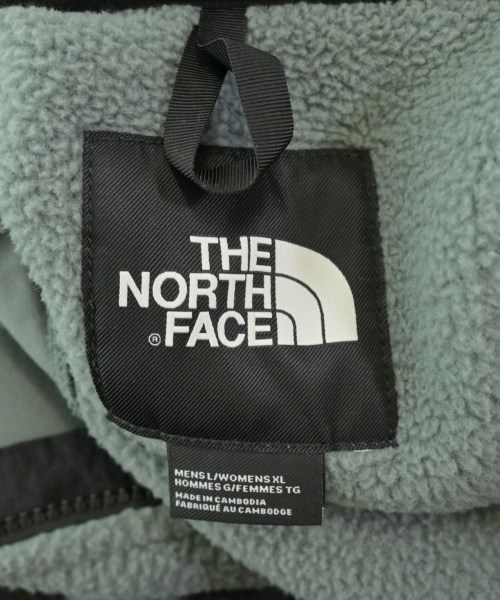 THE
NORTH
FACE
®
MENS L/WOMENS XL
HOMMES G/FEMMES TG
MADE IN CAMBODIA
FABRIQUÉ AU CAMBODGE